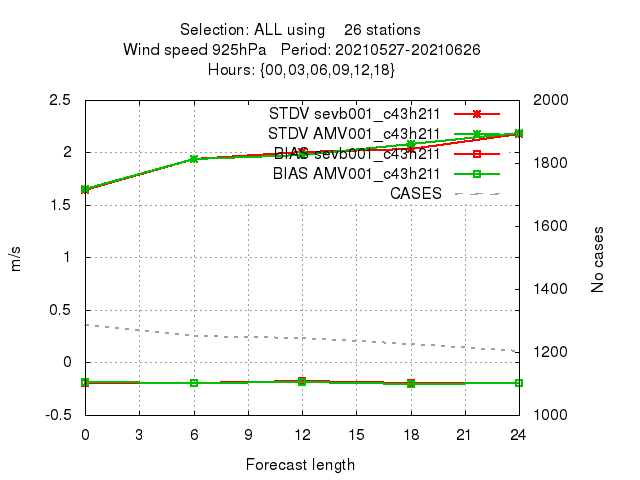 Selection: ALL using 26 stations
Wind speed 925hPa Period: 20210527-20210626
Hours: {00,03,06,09,12,18}
STDV sevb001_c43h211
STDV AMV001_c43h211
BIAS sevb001_c43h211
BIAS AMV001_c43h211
CASES
2.5
2
1.5
1
0.5
0
-0.5
m/s
2000
1800
1600
1400
1200
1000
No cases
0 3 6 9 12 15 18 21 24
Forecast length